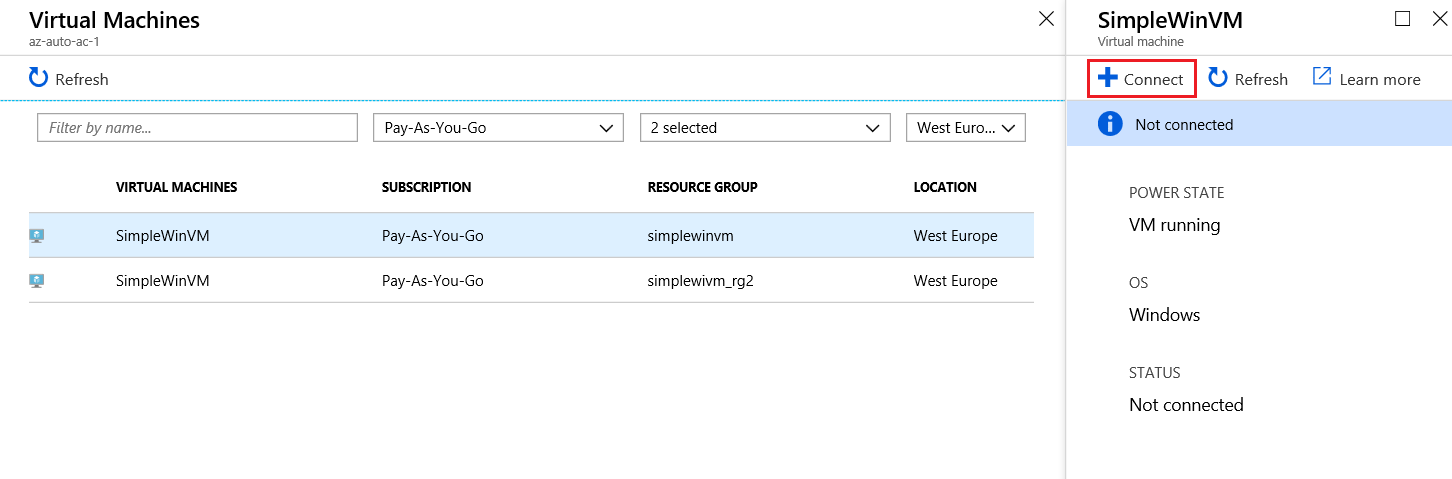 Virtual Machines
az-auto-ac-1
Refresh
Filter by name...
Pay-As-You-Go
2 selected
West Euro...
VIRTUAL MACHINES SUBSCRIPTION RESOURCE GROUP LOCATION
SimpleWinVM Pay-As-You-Go simplewinvm West Europe
SimpleWinVM Pay-As-You-Go simplewivm_rg2 West Europe
SimpleWinVM
Virtual machine
Connect Refresh Learn more
Not connected
POWER STATE
VM running
OS
Windows
STATUS
Not connected